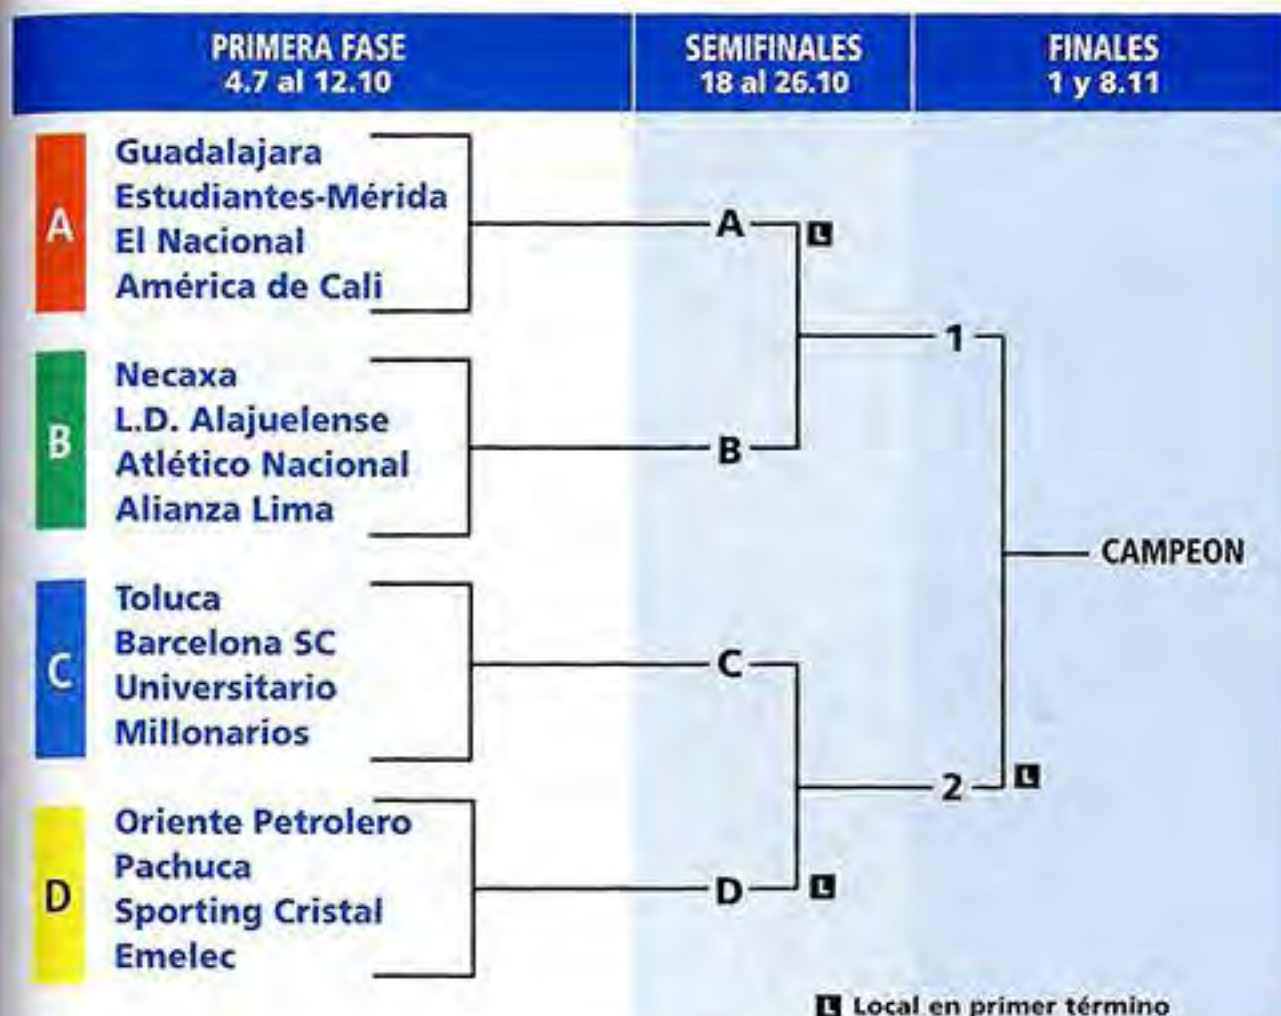 PRIMERA FASE
4.7 al 12.10
SEMIFINALES
18 al 26.10
FINALES
1 y 8.11
A
Guadalajara
Estudiantes-Mérida
El Nacional
América de Cali
B
Necaxa
L.D. Alajuelense
Atlético Nacional
Alianza Lima
C
Toluca
Barcelona SC
Universitario
Millonarios
D
Oriente Petrolero
Pachuca
Sporting Cristal
Emelec
A L
B
C
D L
1
2 L
CAMPEON
L Local en primer término